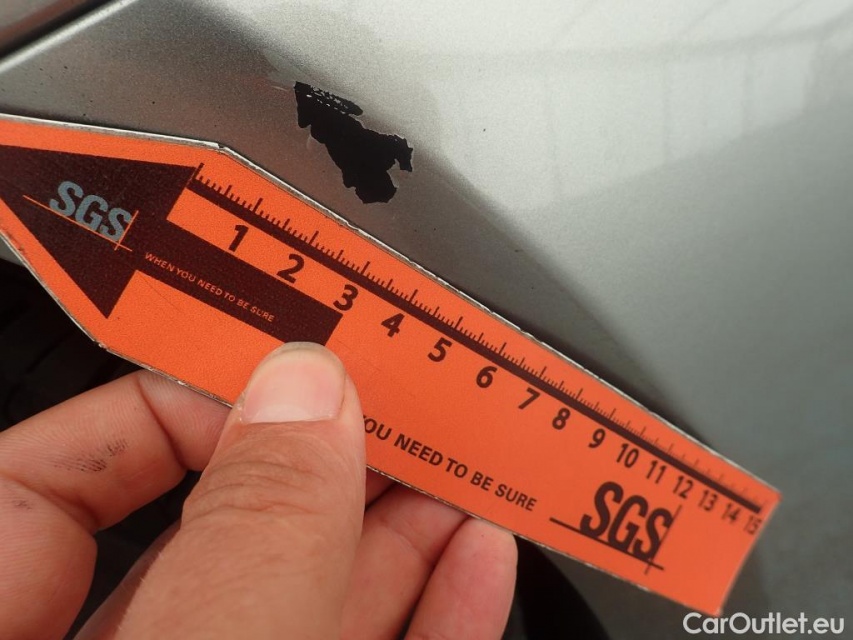 SGS
WHEN YOU NEED TO BE SURE
1 2 3 4 5 6 7 8 9 10 11 12 13 14 15
YOU NEED TO BE SURE
SGS
CarOutlet.eu